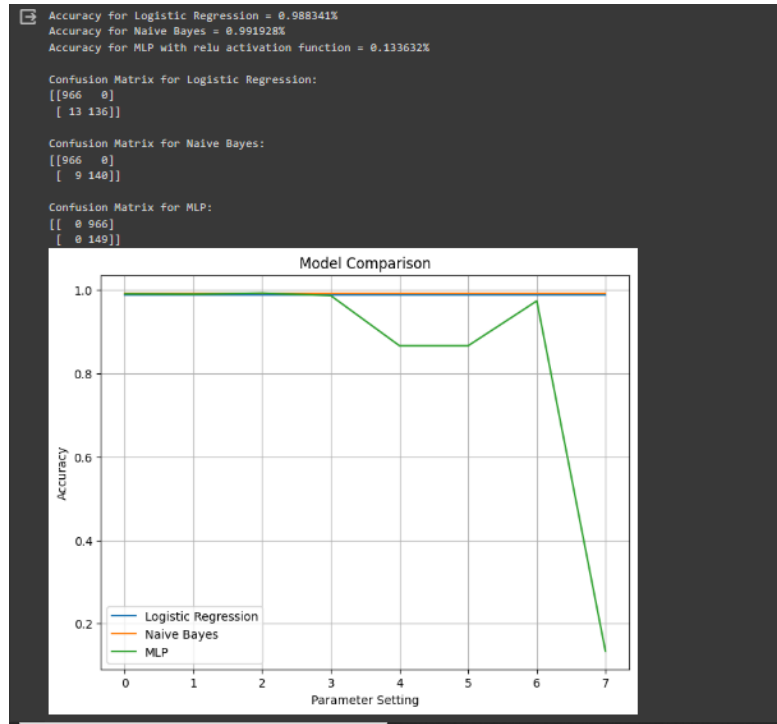 Accuracy for Logistic Regression = 0.988341%
Accuracy for Naive Bayes = 0.991928%
Accuracy for MLP with relu activation function = 0.133632%
Confusion Matrix for Logistic Regression:
[[966   0]
 [ 13 136]]
Confusion Matrix for Naive Bayes:
[[966   0]
 [  9 140]]
Confusion Matrix for MLP:
[[  0 966]
 [  0 149]]
Model Comparison
1.0
0.8
0.6
0.4
0.2
Accuracy
Logistic Regression
Naive Bayes
MLP
0 1 2 3 4 5 6 7
Parameter Setting